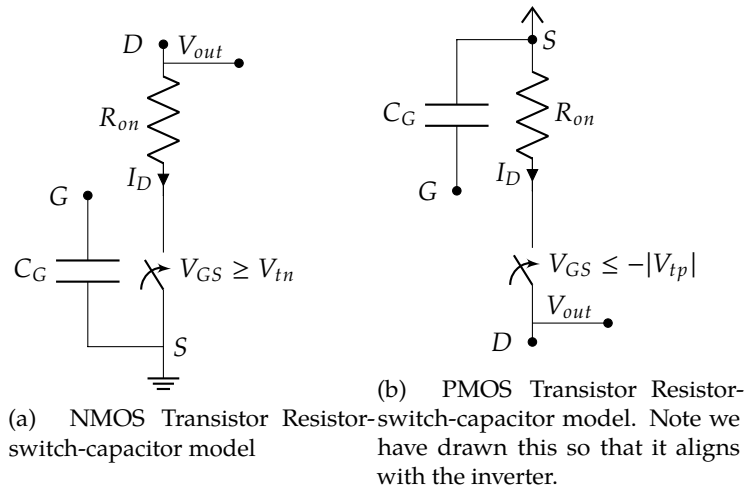 D
V_out
R_on
I_D
G
C_G
V_GS ≥ V_tn
S
S
C_G
R_on
G
I_D
V_GS ≤ −|V_tp|
V_out
D
(a) NMOS Transistor Resistor-
switch-capacitor model
(b) PMOS Transistor Resistor-
switch-capacitor model. Note we
have drawn this so that it aligns
with the inverter.